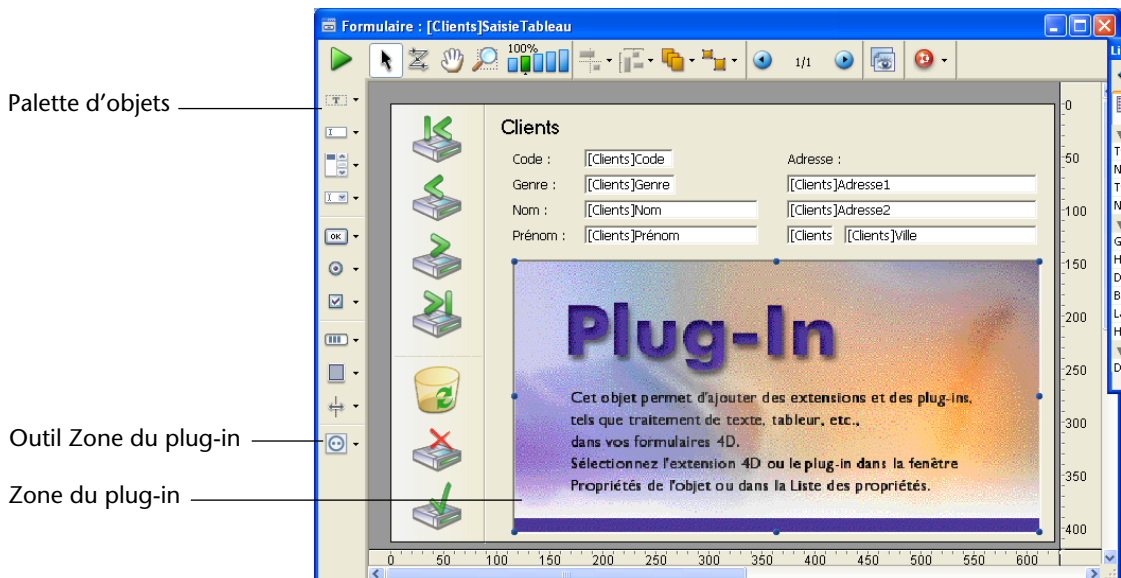 Formulaire : [Clients]SaisieTableau
Li
100%
1/1
Palette d'objets
Clients
Code :
[Clients]Code
Adresse :
Genre :
[Clients]Genre
[Clients]Adresse1
Nom :
[Clients]Nom
[Clients]Adresse2
Prénom :
[Clients]Prénom
[Clients
[Clients]Ville
OK
Plug-In
Cet objet permet d'ajouter des extensions et des plug-ins,
tels que traitement de texte, tableur, etc.,
dans vos formulaires 4D.
Sélectionnez l'extension 4D ou le plug-in dans la fenêtre
Propriétés de l'objet ou dans la Liste des propriétés.
Outil Zone du plug-in
Zone du plug-in
0
50
100
150
200
250
300
350
400
0 50 100 150 200 250 300 350 400 450 500 550 600
T
N
T
N
G
H
D
B
L
H
D